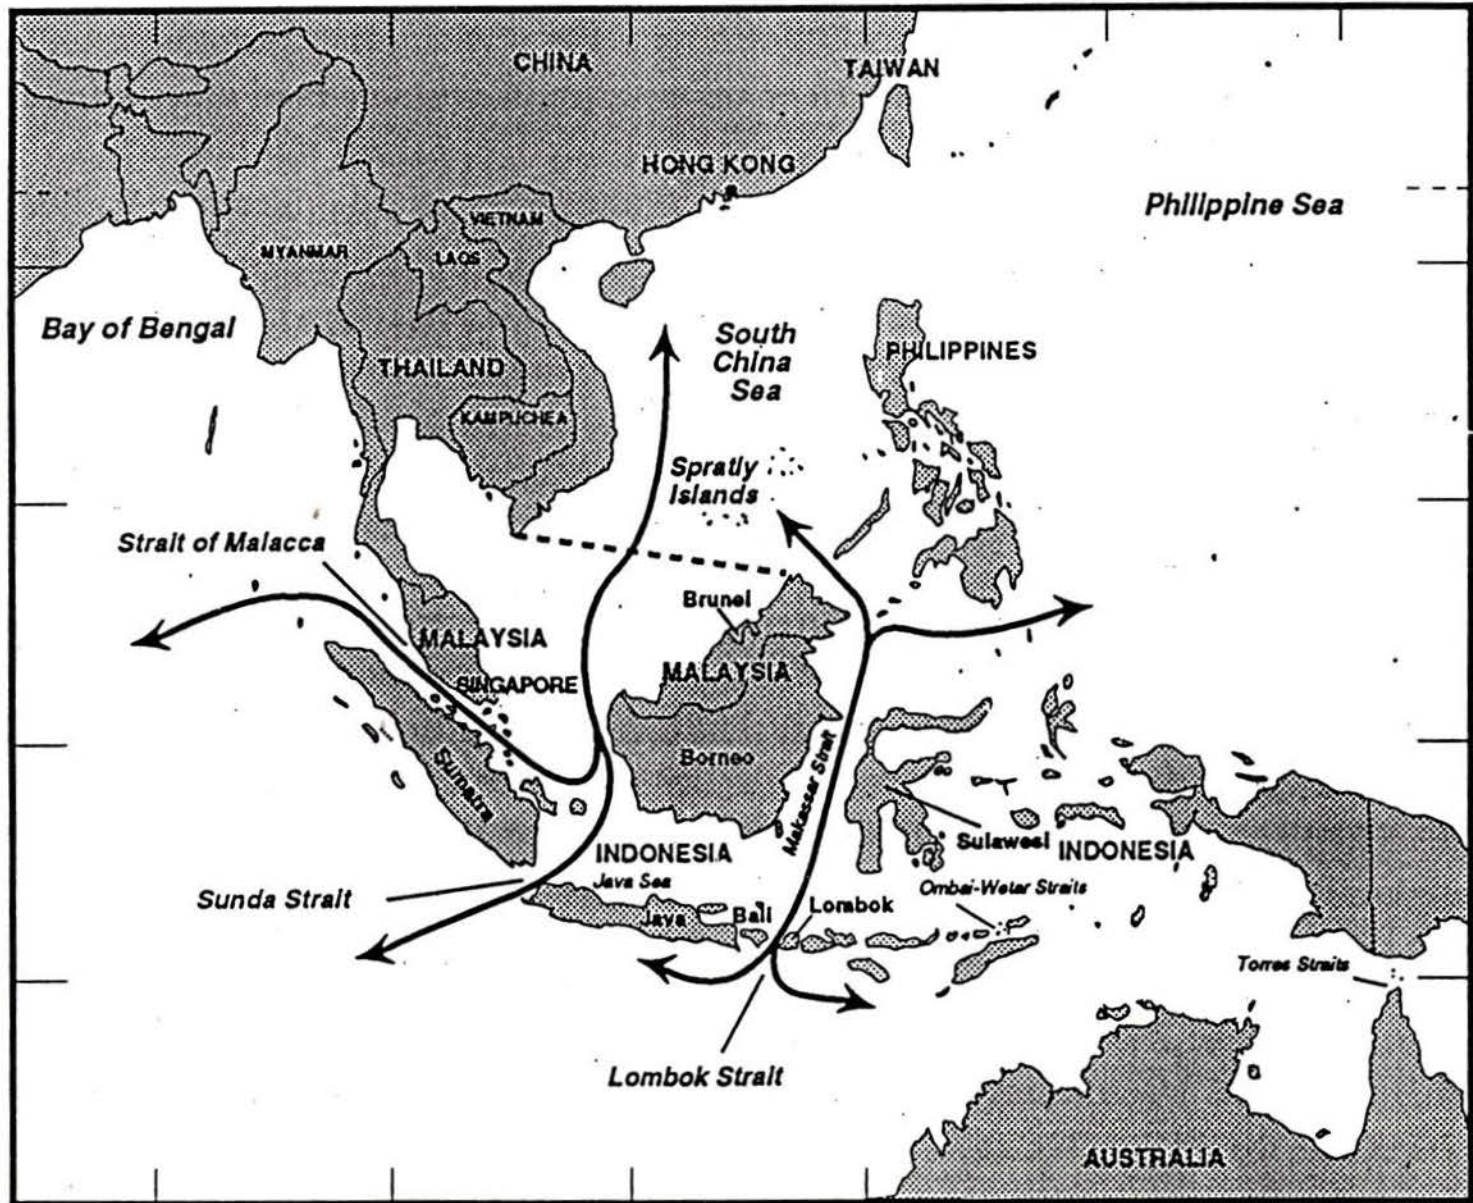 CHINA
TAIWAN
HONG KONG
Philippine Sea
VIETNAM
MYANMAR
LAOS
Bay of Bengal
South
China
Sea
PHILIPPINES
THAILAND
KAMPUCHEA
Spratly
Islands
Strait of Malacca
Brunei
MALAYSIA
MALAYSIA
SINGAPORE
Borneo
Sumatra
Makassar Strait
Sulawesi
INDONESIA
INDONESIA
Java Sea
Ombai-Wetar Straits
Sunda Strait
Java
Bali
Lombok
Torres Straits
Lombok Strait
AUSTRALIA